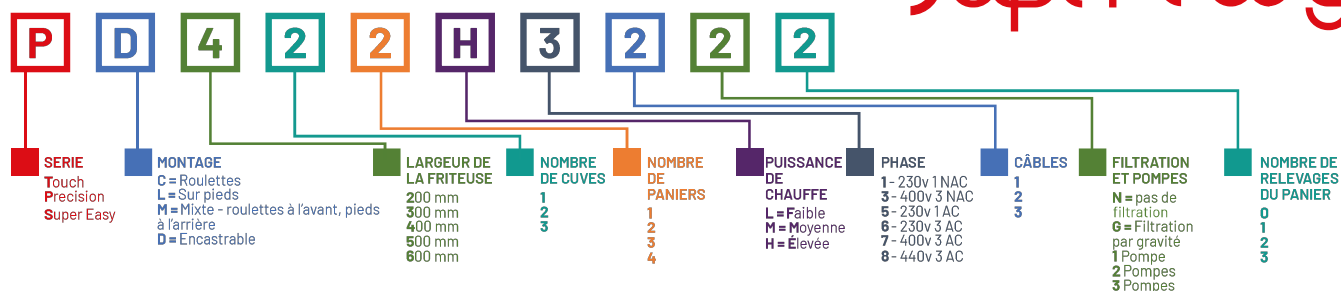 P D 4 2 2 H 3 2 2 2
SERIE
Touch
Precision
Super Easy
MONTAGE
C = Roulettes
L = Sur pieds
M = Mixte - roulettes à l'avant, pieds
à l'arrière
D = Encastrable
LARGEUR DE
LA FRITEUSE
200 mm
300 mm
400 mm
500 mm
600 mm
NOMBRE
DE CUVES
1
2
3
NOMBRE
DE
PANIERS
1
2
3
4
PUISSANCE
DE
CHAUFFE
L = Faible
M = Moyenne
H = Élevée
PHASE
1 - 230v 1 NAC
3 - 400v 3 NAC
5 - 230v 1 AC
6 - 230v 3 AC
7 - 400v 3 AC
8 - 440v 3 AC
CÂBLES
1
2
3
FILTRATION
ET POMPES
N = pas de
filtration
G = Filtration
par gravité
1 Pompe
2 Pompes
3 Pompes
NOMBRE DE
RELEVAGES
DU PANIER
0
1
2
3